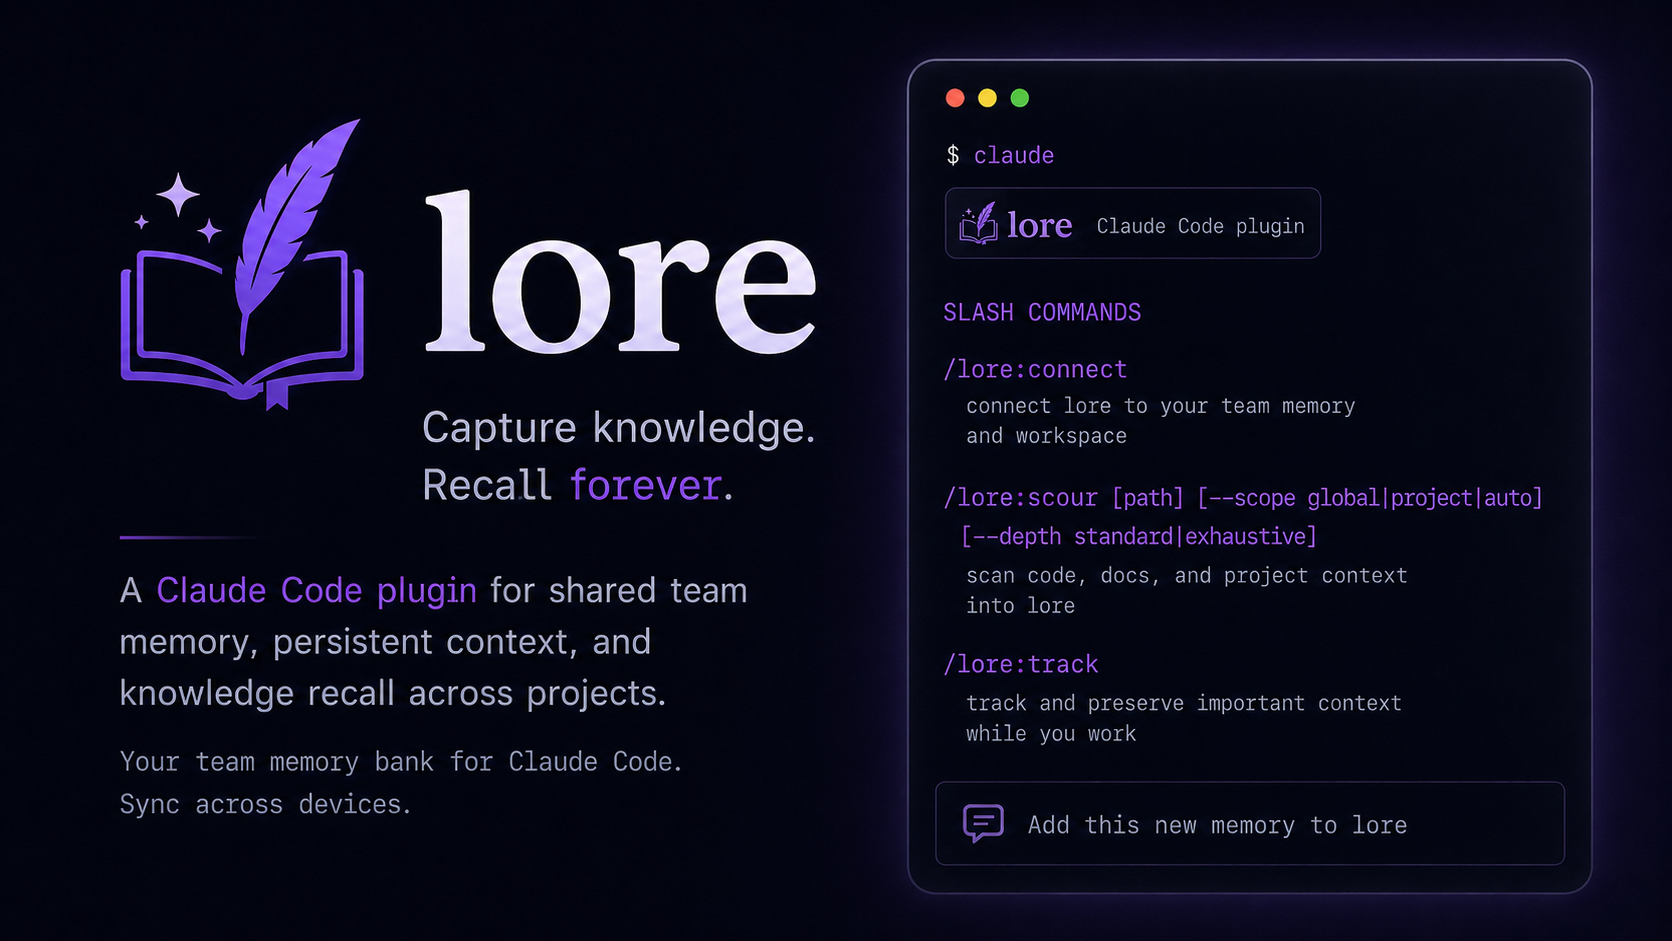 lore
Capture knowledge.
Recall forever.
A Claude Code plugin for shared team
memory, persistent context, and
knowledge recall across projects.
Your team memory bank for Claude Code.
Sync across devices.
$ claude
lore Claude Code plugin
SLASH COMMANDS
/lore:connect
connect lore to your team memory
and workspace
/lore:scour [path] [--scope global|project|auto]
[--depth standard|exhaustive]
scan code, docs, and project context
into lore
/lore:track
track and preserve important context
while you work
Add this new memory to lore